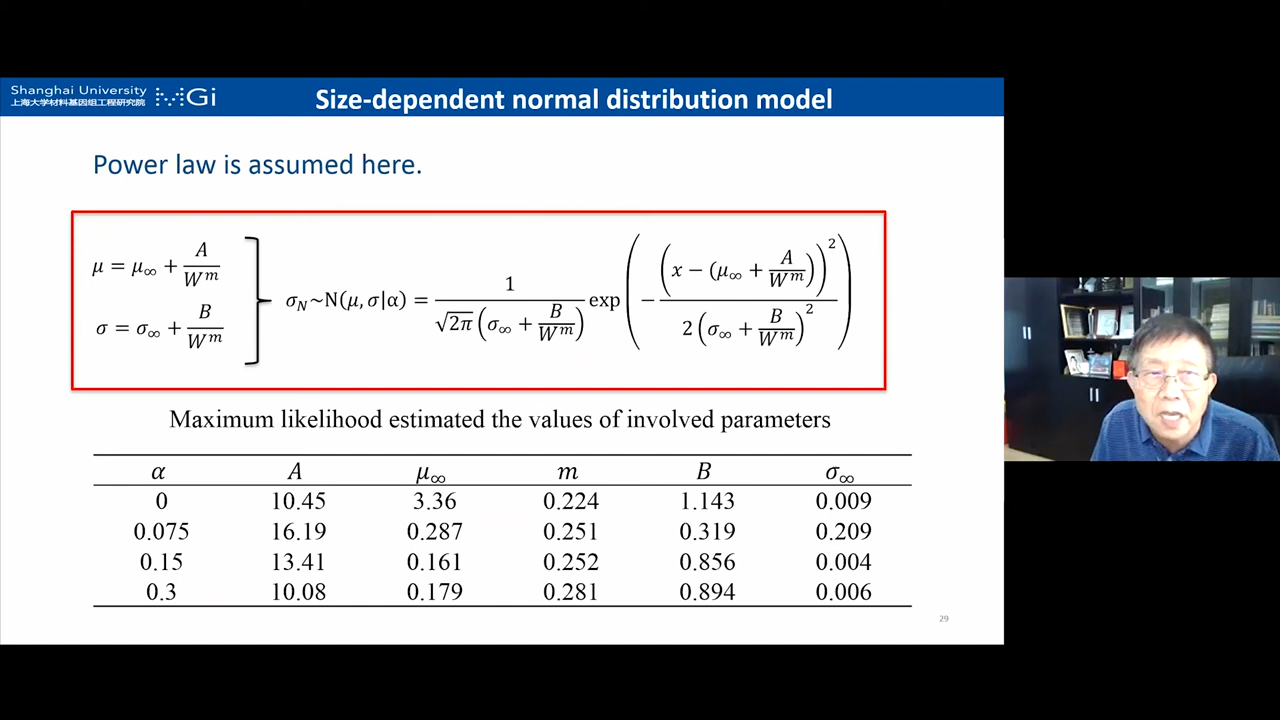 Shanghai University
上海大学材料基因组工程研究院
MGi
Size-dependent normal distribution model
Power law is assumed here.
μ = μ∞ + A/W^m
σ = σ∞ + B/W^m
σ_N~N(μ, σ|α) = 1/(√2π (σ∞ + B/W^m)) exp(−(x − (μ∞ + A/W^m))^2/(2(σ∞ + B/W^m)^2))
Maximum likelihood estimated the values of involved parameters
α A μ∞ m B σ∞
0 10.45 3.36 0.224 1.143 0.009
0.075 16.19 0.287 0.251 0.319 0.209
0.15 13.41 0.161 0.252 0.856 0.004
0.3 10.08 0.179 0.281 0.894 0.006
29